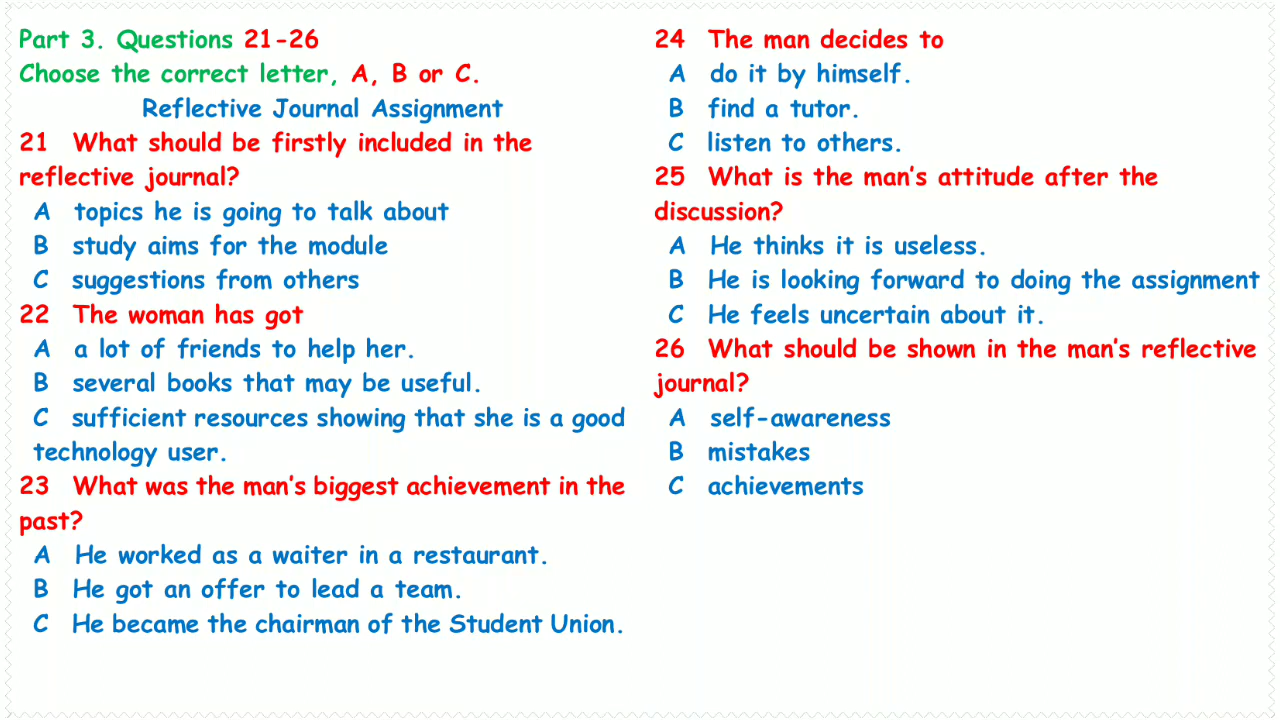 Part 3. Questions 21-26
Choose the correct letter, A, B or C.
Reflective Journal Assignment
21 What should be firstly included in the
reflective journal?
A topics he is going to talk about
B study aims for the module
C suggestions from others
22 The woman has got
A a lot of friends to help her.
B several books that may be useful.
C sufficient resources showing that she is a good
technology user.
23 What was the man's biggest achievement in the
past?
A He worked as a waiter in a restaurant.
B He got an offer to lead a team.
C He became the chairman of the Student Union.
24 The man decides to
A do it by himself.
B find a tutor.
C listen to others.
25 What is the man's attitude after the
discussion?
A He thinks it is useless.
B He is looking forward to doing the assignment
C He feels uncertain about it.
26 What should be shown in the man's reflective
journal?
A self-awareness
B mistakes
C achievements